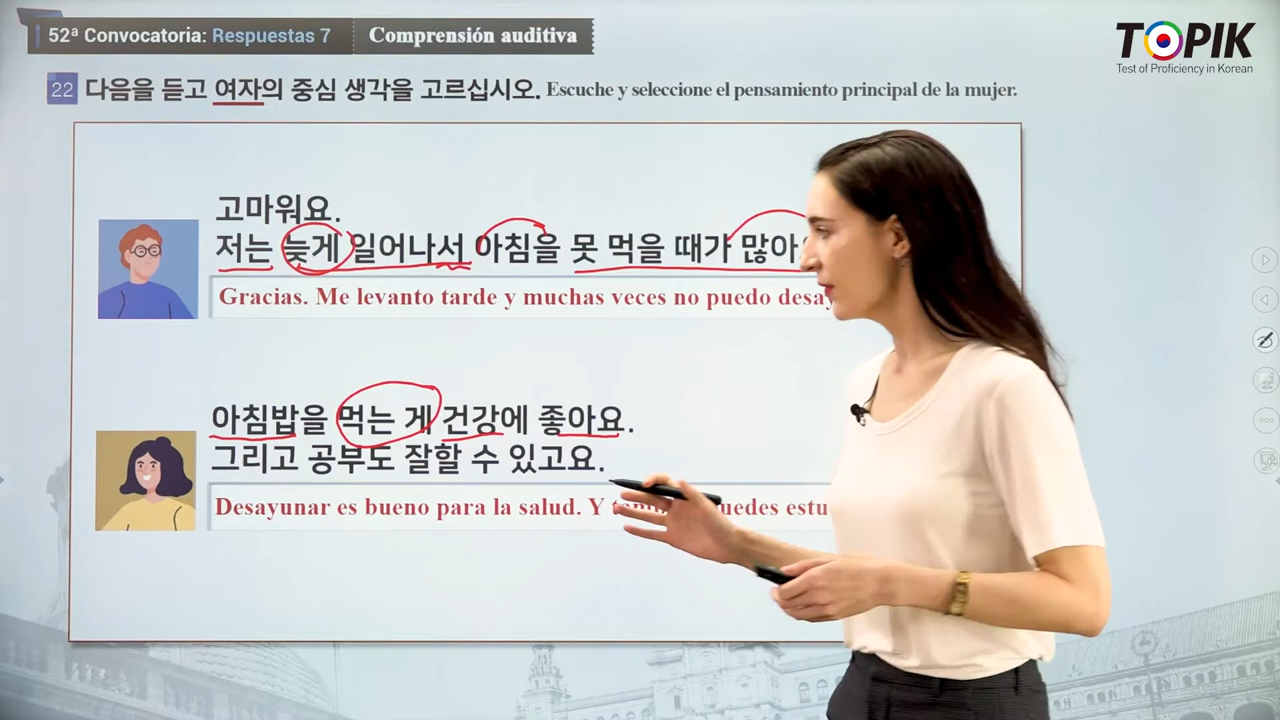 52ª Convocatoria: Respuestas 7
Comprensión auditiva
TOPIK
Test of Proficiency in Korean
22 다음을 듣고 여자의 중심 생각을 고르십시오. Escuche y seleccione el pensamiento principal de la mujer.
고마워요.
저는 늦게 일어나서 아침을 못 먹을 때가
Gracias. Me levanto tarde y muchas veces no puedo
아침밥을 먹는 게 건강에 좋아요.
그리고 공부도 잘할 수 있고요.
Desayunar es bueno para la salud. Y